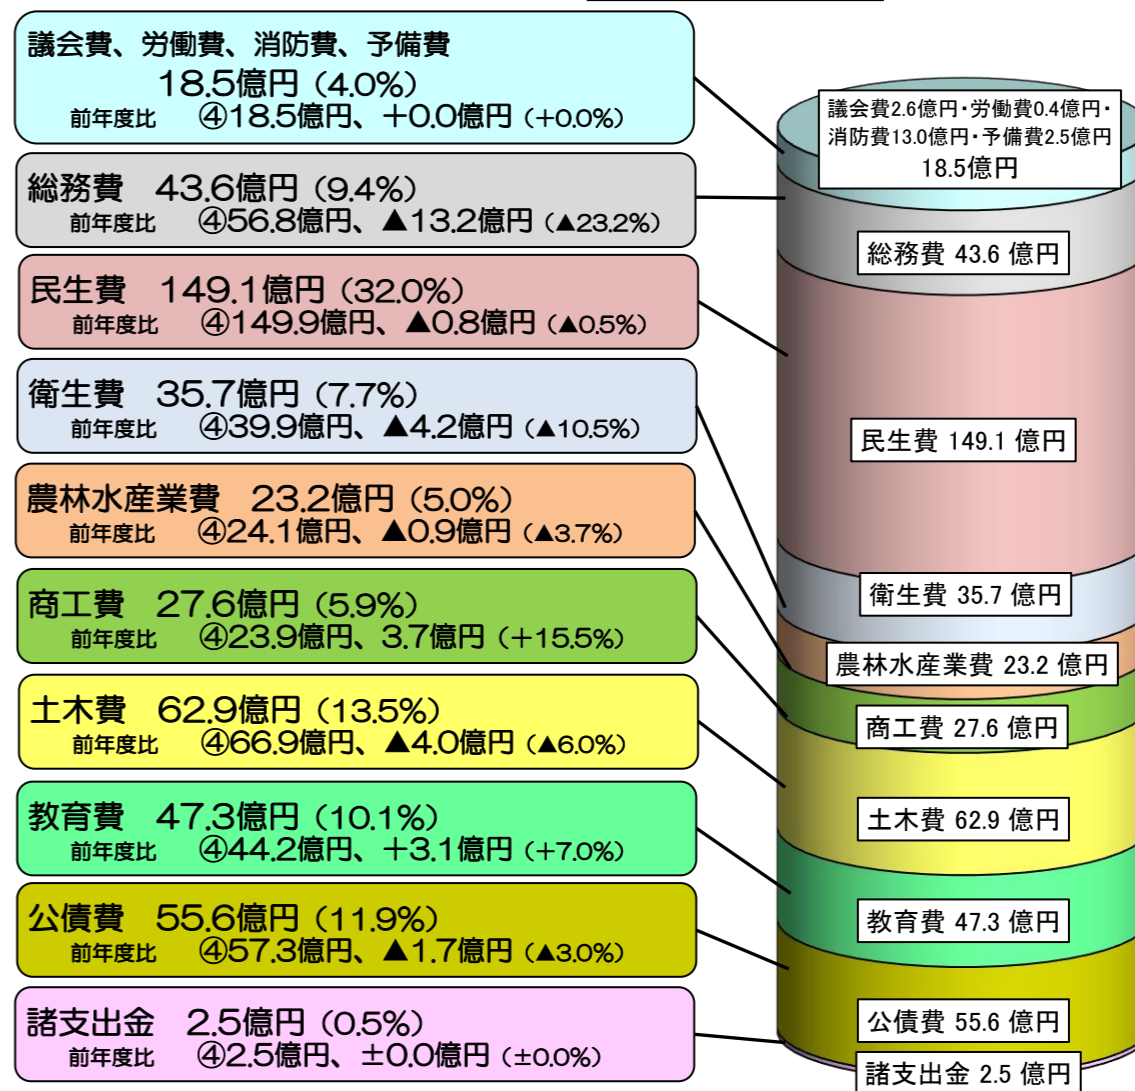 議会費、労働費、消防費、予備費
18.5億円(4.0%)
前年度比 ④18.5億円、+0.0億円(+0.0%)
総務費 43.6億円(9.4%)
前年度比 ④56.8億円、▲13.2億円(▲23.2%)
民生費 149.1億円(32.0%)
前年度比 ④149.9億円、▲0.8億円(▲0.5%)
衛生費 35.7億円(7.7%)
前年度比 ④39.9億円、▲4.2億円(▲10.5%)
農林水産業費 23.2億円(5.0%)
前年度比 ④24.1億円、▲0.9億円(▲3.7%)
商工費 27.6億円(5.9%)
前年度比 ④23.9億円、3.7億円(+15.5%)
土木費 62.9億円(13.5%)
前年度比 ④66.9億円、▲4.0億円(▲6.0%)
教育費 47.3億円(10.1%)
前年度比 ④44.2億円、+3.1億円(+7.0%)
公債費 55.6億円(11.9%)
前年度比 ④57.3億円、▲1.7億円(▲3.0%)
諸支出金 2.5億円(0.5%)
前年度比 ④2.5億円、±0.0億円(±0.0%)
議会費2.6億円・労働費0.4億円・
消防費13.0億円・予備費2.5億円
18.5億円
総務費 43.6 億円
民生費 149.1 億円
衛生費 35.7 億円
農林水産業費 23.2 億円
商工費 27.6 億円
土木費 62.9 億円
教育費 47.3 億円
公債費 55.6 億円
諸支出金 2.5 億円